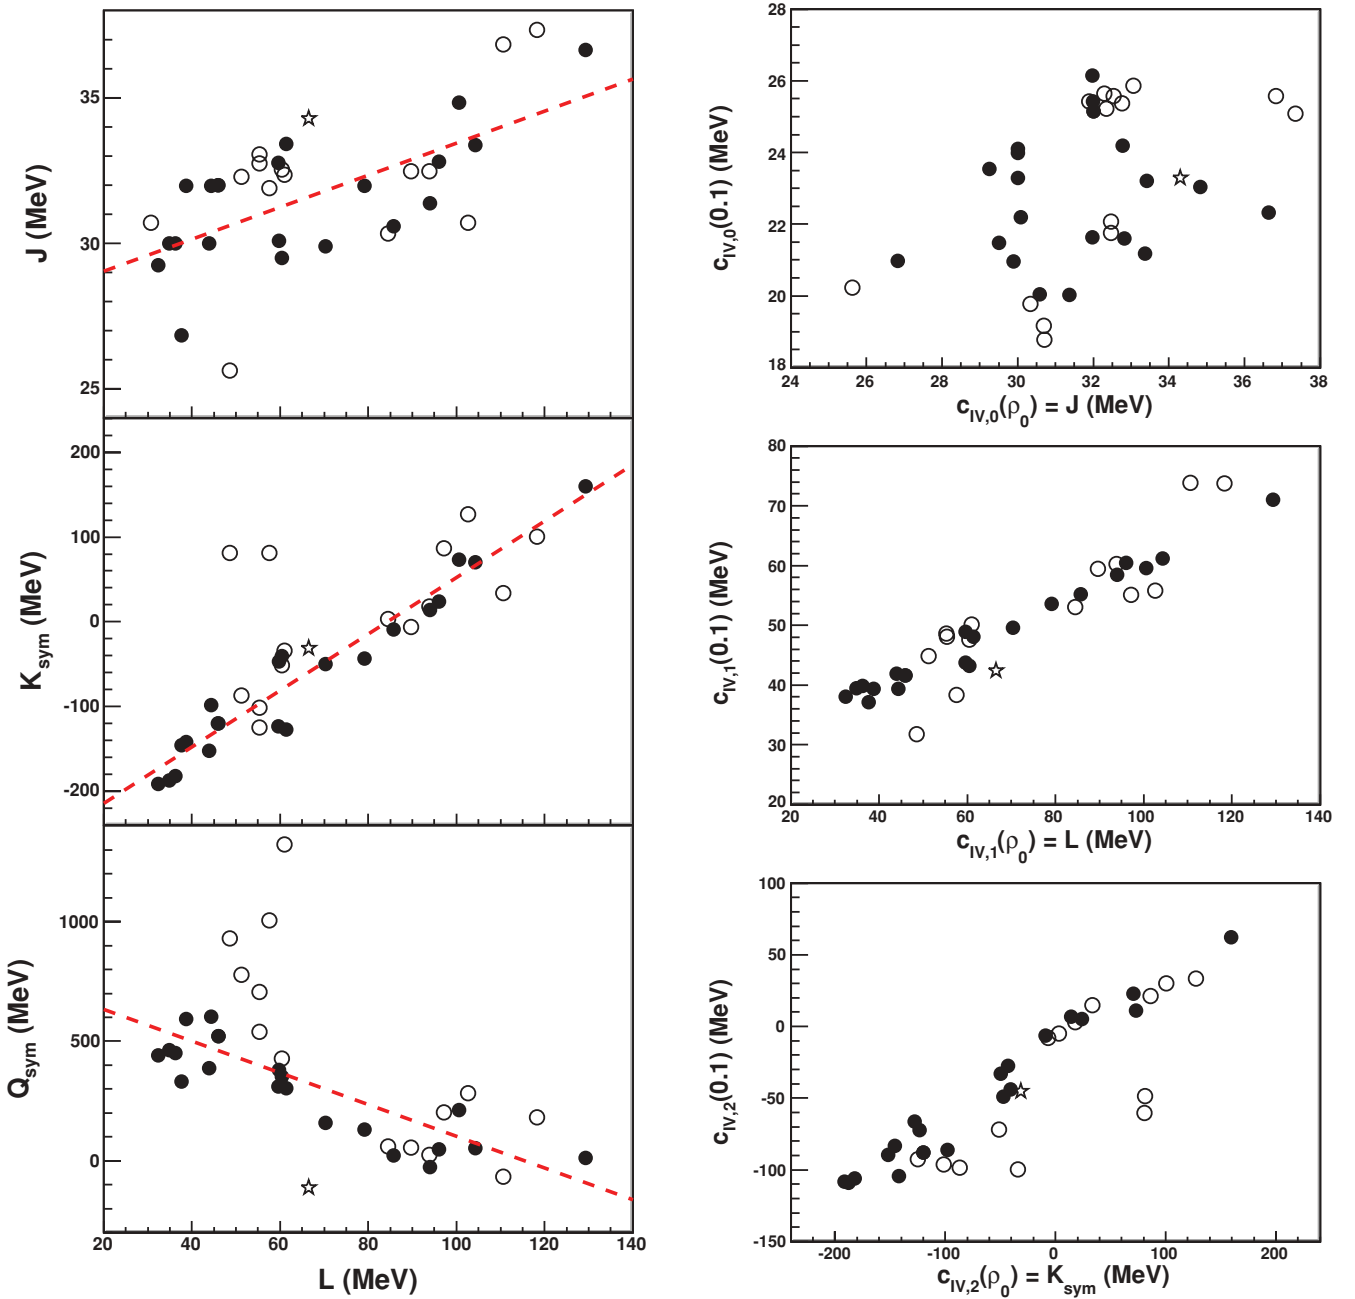 35
30
25
J (MeV)
200
100
0
-100
-200
K_sym (MeV)
1000
500
0
Q_sym (MeV)
20 40 60 80 100 120 140
L (MeV)
28
26
24
22
20
18
c_IV,0(0.1) (MeV)
24 26 28 30 32 34 36 38
c_IV,0(ρ_0) = J (MeV)
80
70
60
50
40
30
20
c_IV,1(0.1) (MeV)
20 40 60 80 100 120 140
c_IV,1(ρ_0) = L (MeV)
100
50
0
-50
-100
-150
c_IV,2(0.1) (MeV)
-200 -100 0 100 200
c_IV,2(ρ_0) = K_sym (MeV)